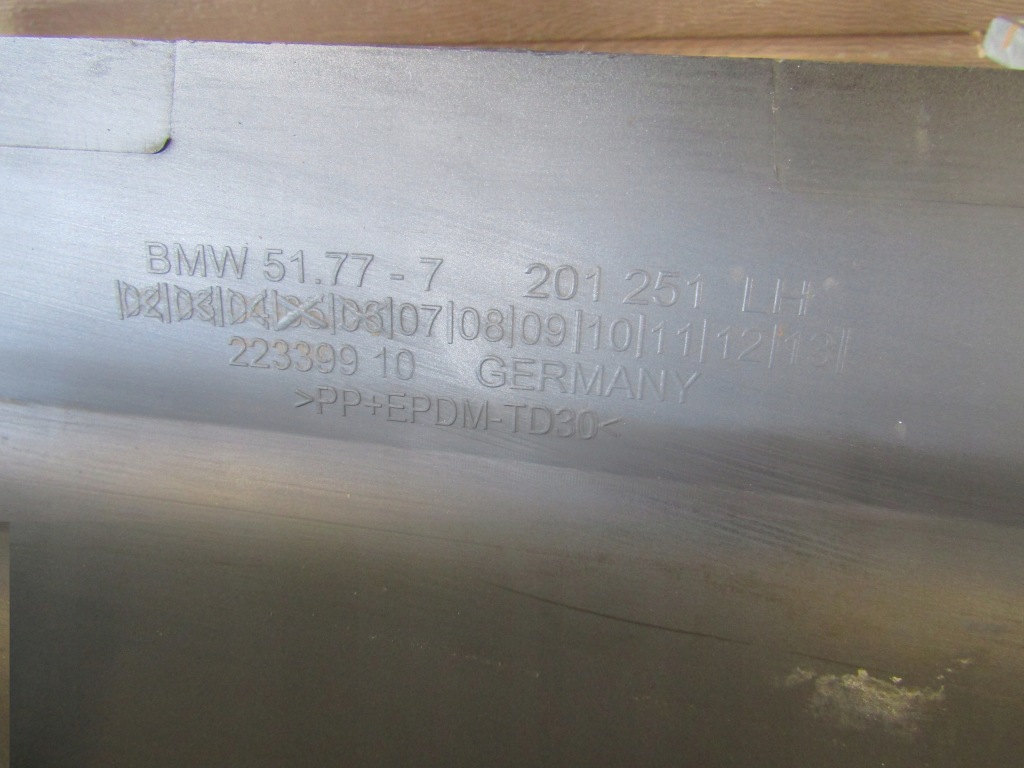 BMW 51.77 - 7 201 251 LH
|02|03|04|05|06|07|08|09|10|11|12|13|
223399 10 GERMANY
>PP+EPDM-TD30<